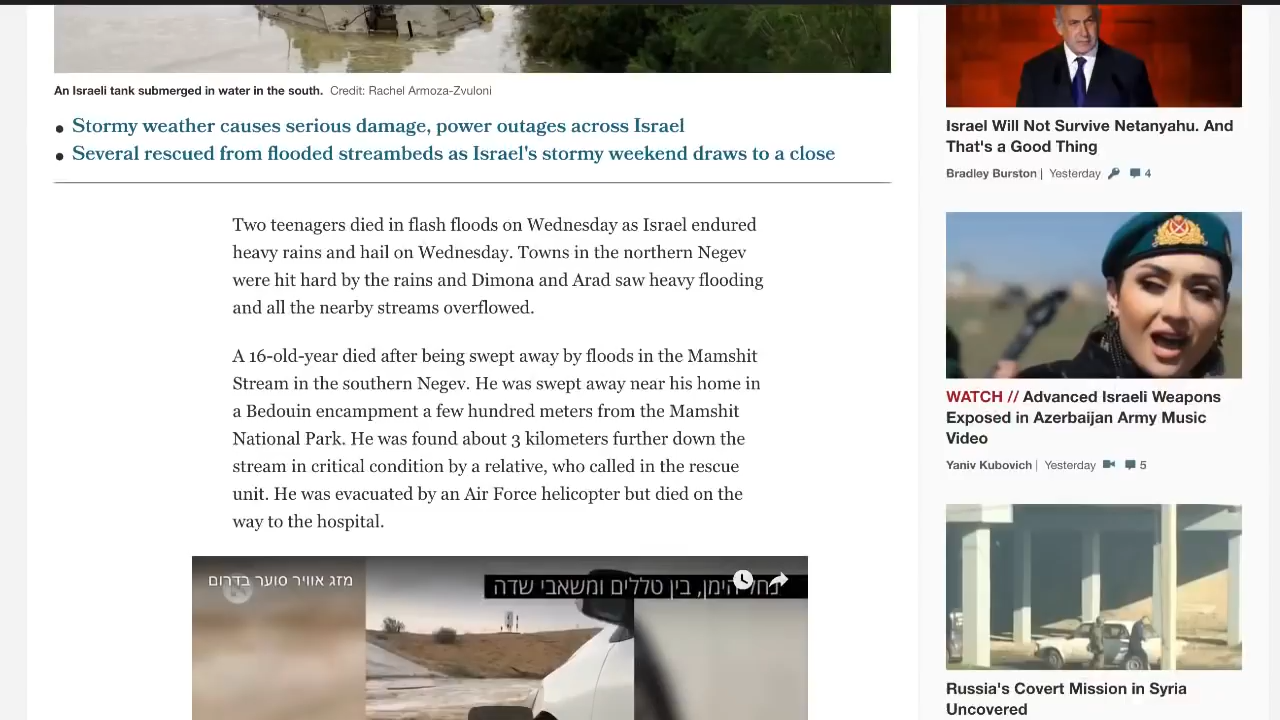 An Israeli tank submerged in water in the south. Credit: Rachel Armoza-Zvuloni
Stormy weather causes serious damage, power outages across Israel
Several rescued from flooded streambeds as Israel's stormy weekend draws to a close
Two teenagers died in flash floods on Wednesday as Israel endured
heavy rains and hail on Wednesday. Towns in the northern Negev
were hit hard by the rains and Dimona and Arad saw heavy flooding
and all the nearby streams overflowed.
A 16-old-year died after being swept away by floods in the Mamshit
Stream in the southern Negev. He was swept away near his home in
a Bedouin encampment a few hundred meters from the Mamshit
National Park. He was found about 3 kilometers further down the
stream in critical condition by a relative, who called in the rescue
unit. He was evacuated by an Air Force helicopter but died on the
way to the hospital.
מזג אוויר סוער בדרום
נחל הימן, בין טללים ומשאבי שדה
Israel Will Not Survive Netanyahu. And
That's a Good Thing
Bradley Burston | Yesterday 4
WATCH // Advanced Israeli Weapons
Exposed in Azerbaijan Army Music
Video
Yaniv Kubovich | Yesterday 5
Russia's Covert Mission in Syria
Uncovered